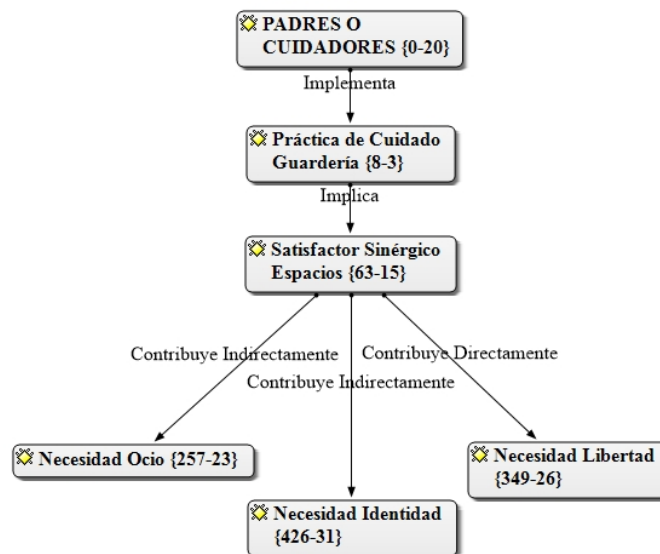 PADRES O
CUIDADORES {0-20}
Implementa
Práctica de Cuidado
Guardería {8-3}
Implica
Satisfactor Sinérgico
Espacios {63-15}
Contribuye Indirectamente
Contribuye Directamente
Contribuye Indirectamente
Necesidad Ocio {257-23}
Necesidad Libertad
{349-26}
Necesidad Identidad
{426-31}